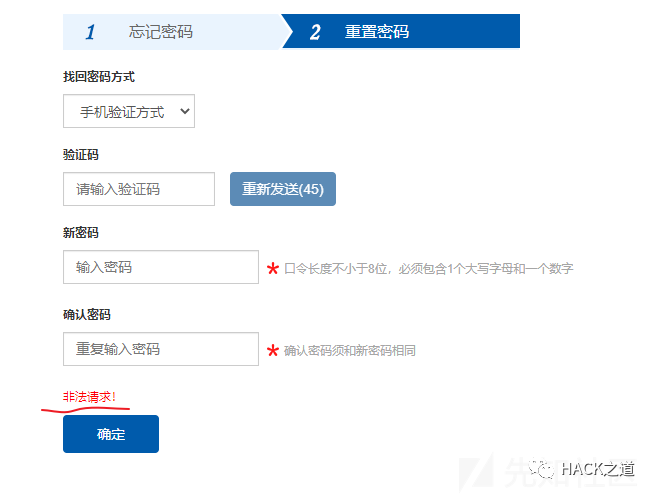 1 忘记密码 2 重置密码
找回密码方式
手机验证方式
验证码
请输入验证码 重新发送(45)
新密码
输入密码 * 口令长度不小于8位，必须包含1个大写字母和一个数字
确认密码
重复输入密码 * 确认密码须和新密码相同
非法请求!
确定
先知社区
HACK之道